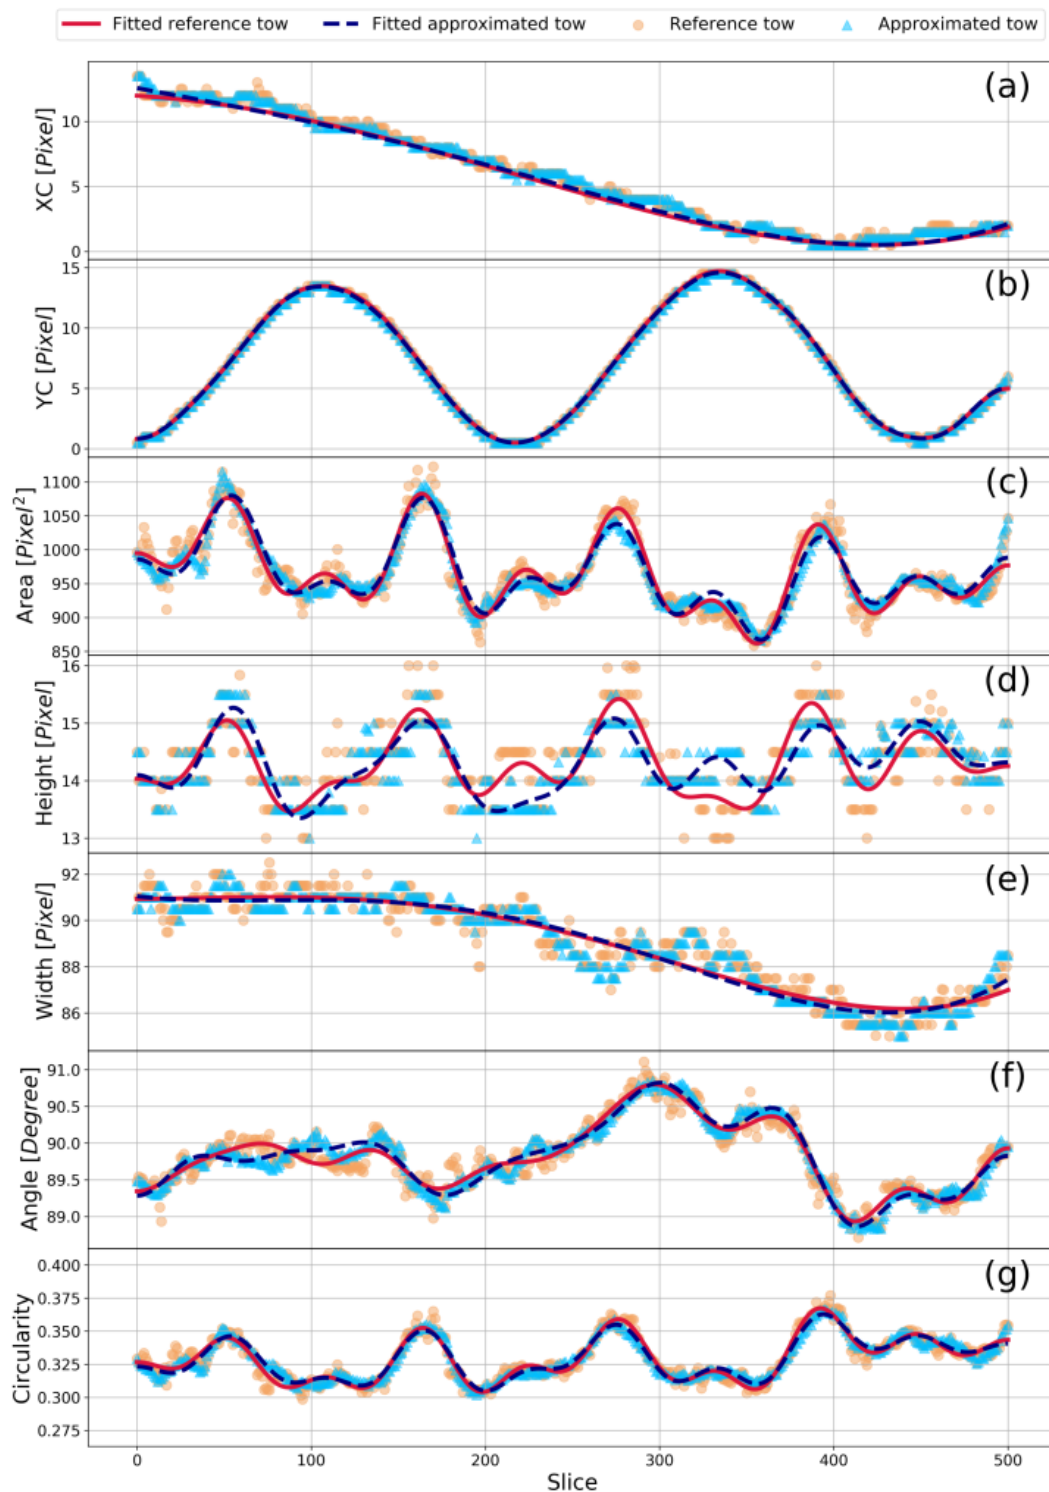 Fitted reference tow Fitted approximated tow Reference tow Approximated tow
(a)
XC [Pixel]
10
5
0
(b)
YC [Pixel]
15
10
5
0
(c)
Area [Pixel²]
1100
1050
1000
950
900
850
(d)
Height [Pixel]
16
15
14
13
(e)
Width [Pixel]
92
90
88
86
(f)
Angle [Degree]
91.0
90.5
90.0
89.5
89.0
(g)
Circularity
0.400
0.375
0.350
0.325
0.300
0.275
0 100 200 300 400 500
Slice